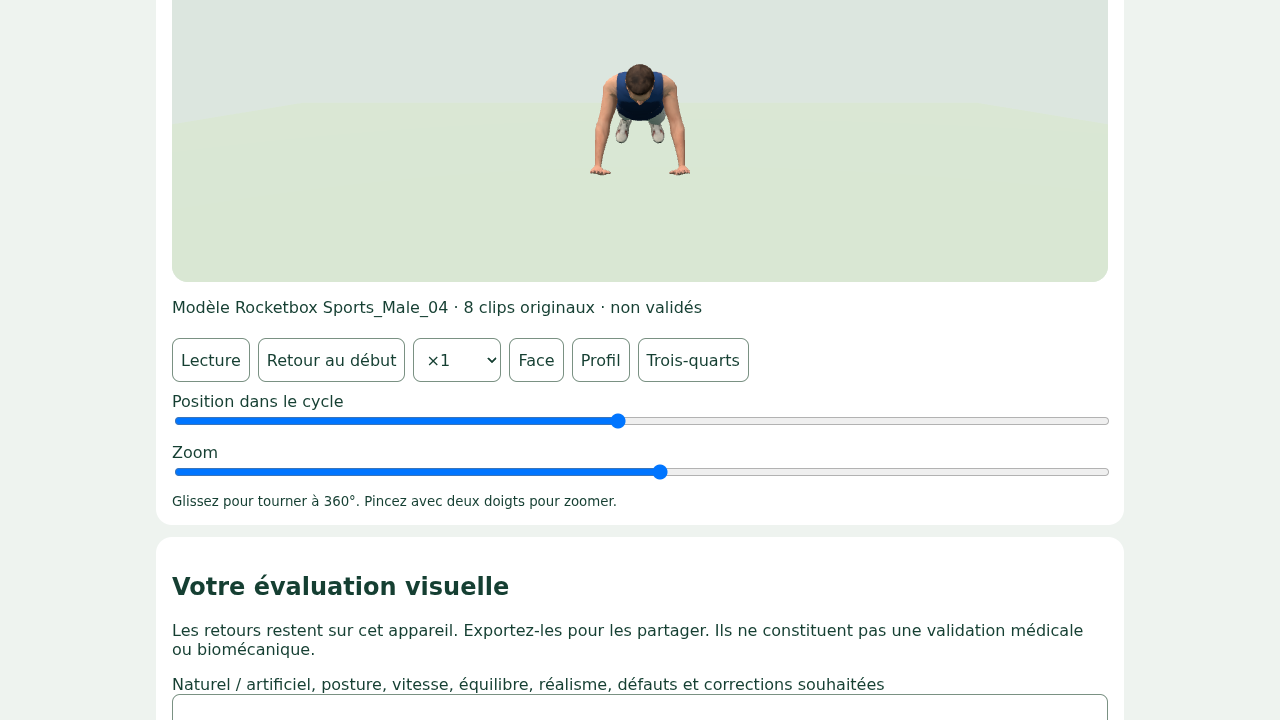 Modèle Rocketbox Sports_Male_04 · 8 clips originaux · non validés
Lecture
Retour au début
×1
Face
Profil
Trois-quarts
Position dans le cycle
Zoom
Glissez pour tourner à 360°. Pincez avec deux doigts pour zoomer.
Votre évaluation visuelle
Les retours restent sur cet appareil. Exportez-les pour les partager. Ils ne constituent pas une validation médicale
ou biomécanique.
Naturel / artificiel, posture, vitesse, équilibre, réalisme, défauts et corrections souhaitées